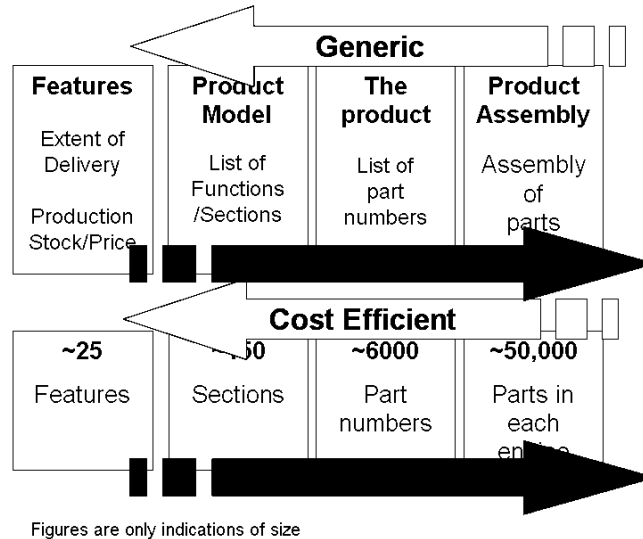 Generic
Features
Extent of
Delivery
Production
Stock/Price
Product
Model
List of
Functions
/Sections
The
product
List of
part
numbers
Product
Assembly
Assembly
of
parts
Cost Efficient
~25
Features
Sections
~6000
Part
numbers
~50,000
Parts in
each
engine
Figures are only indications of size